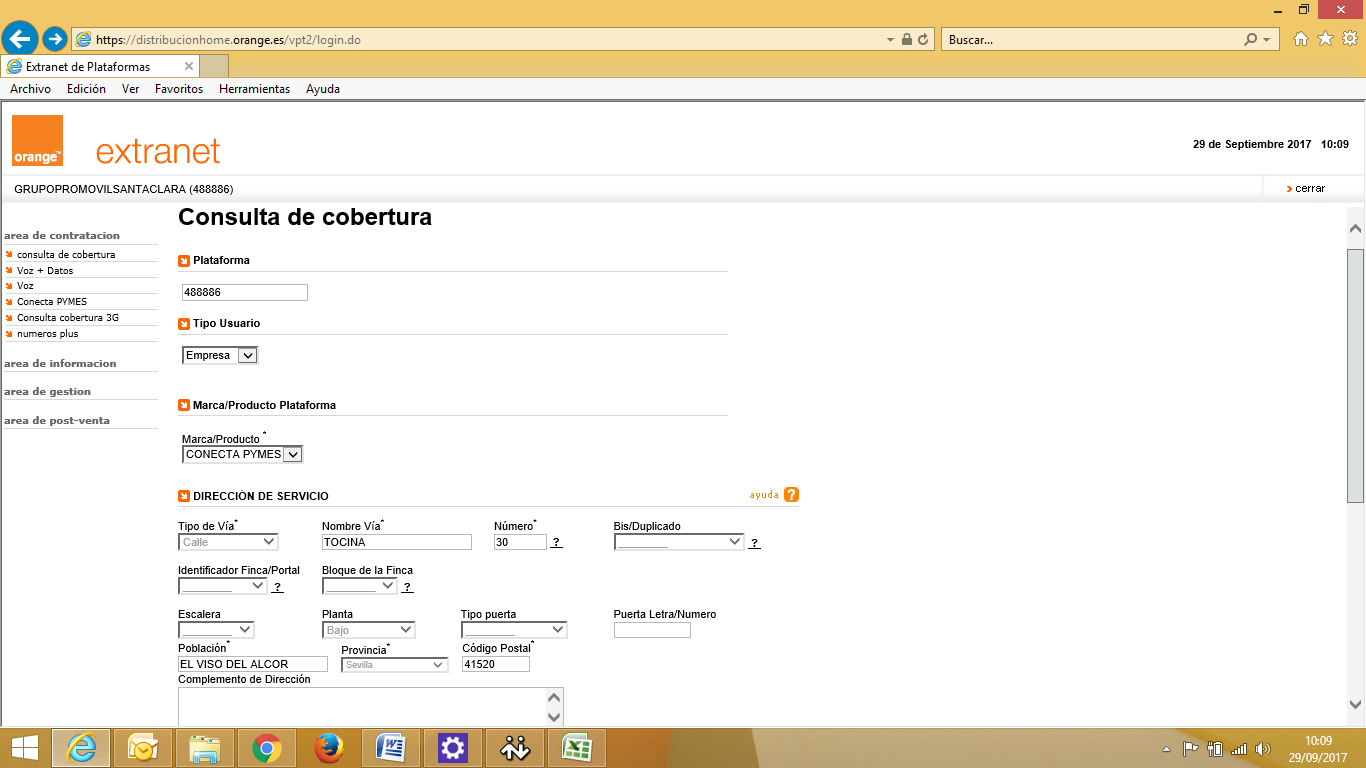 https://distribucionhome.orange.es/vpt2/login.do
Buscar...
Extranet de Plataformas
Archivo Edición Ver Favoritos Herramientas Ayuda
orange™
extranet
29 de Septiembre 2017 10:09
GRUPOPROMOVILSANTACLARA (488886)
cerrar
area de contratacion
consulta de cobertura
Voz + Datos
Voz
Conecta PYMES
Consulta cobertura 3G
numeros plus
area de informacion
area de gestion
area de post-venta
Consulta de cobertura
Plataforma
488886
Tipo Usuario
Empresa
Marca/Producto Plataforma
Marca/Producto *
CONECTA PYMES
DIRECCIÓN DE SERVICIO
ayuda ?
Tipo de Vía* Nombre Vía* Número* Bis/Duplicado
Calle TOCINA 30 ? ________ ?
Identificador Finca/Portal Bloque de la Finca
________ ? ________ ?
Escalera Planta Tipo puerta Puerta Letra/Numero
________ Bajo ________
Población* Provincia* Código Postal*
EL VISO DEL ALCOR Sevilla 41520
Complemento de Dirección
10:09
29/09/2017